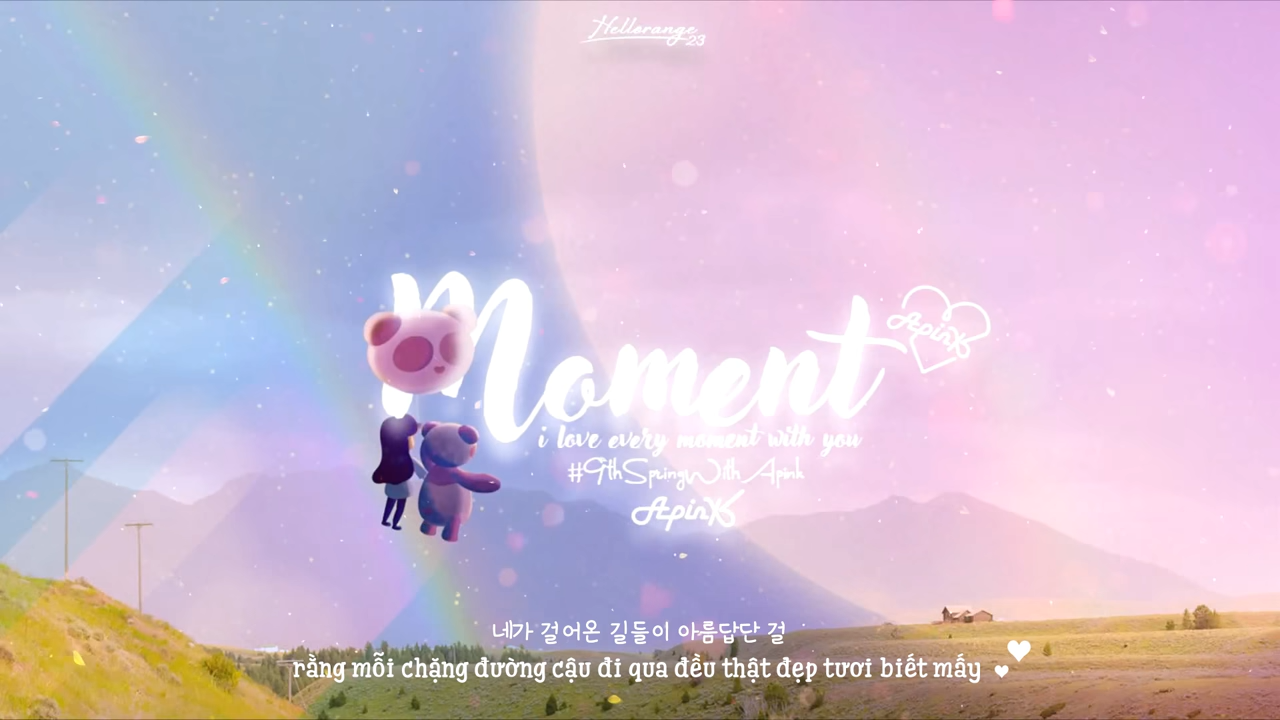 Hellorange
23
Moment
Apink
i love every moment with you
#9thSpringWithApink
Apink
네가 걸어온 길들이 아름답단 걸
rằng mỗi chặng đường cậu đi qua đều thật đẹp tươi biết mấy